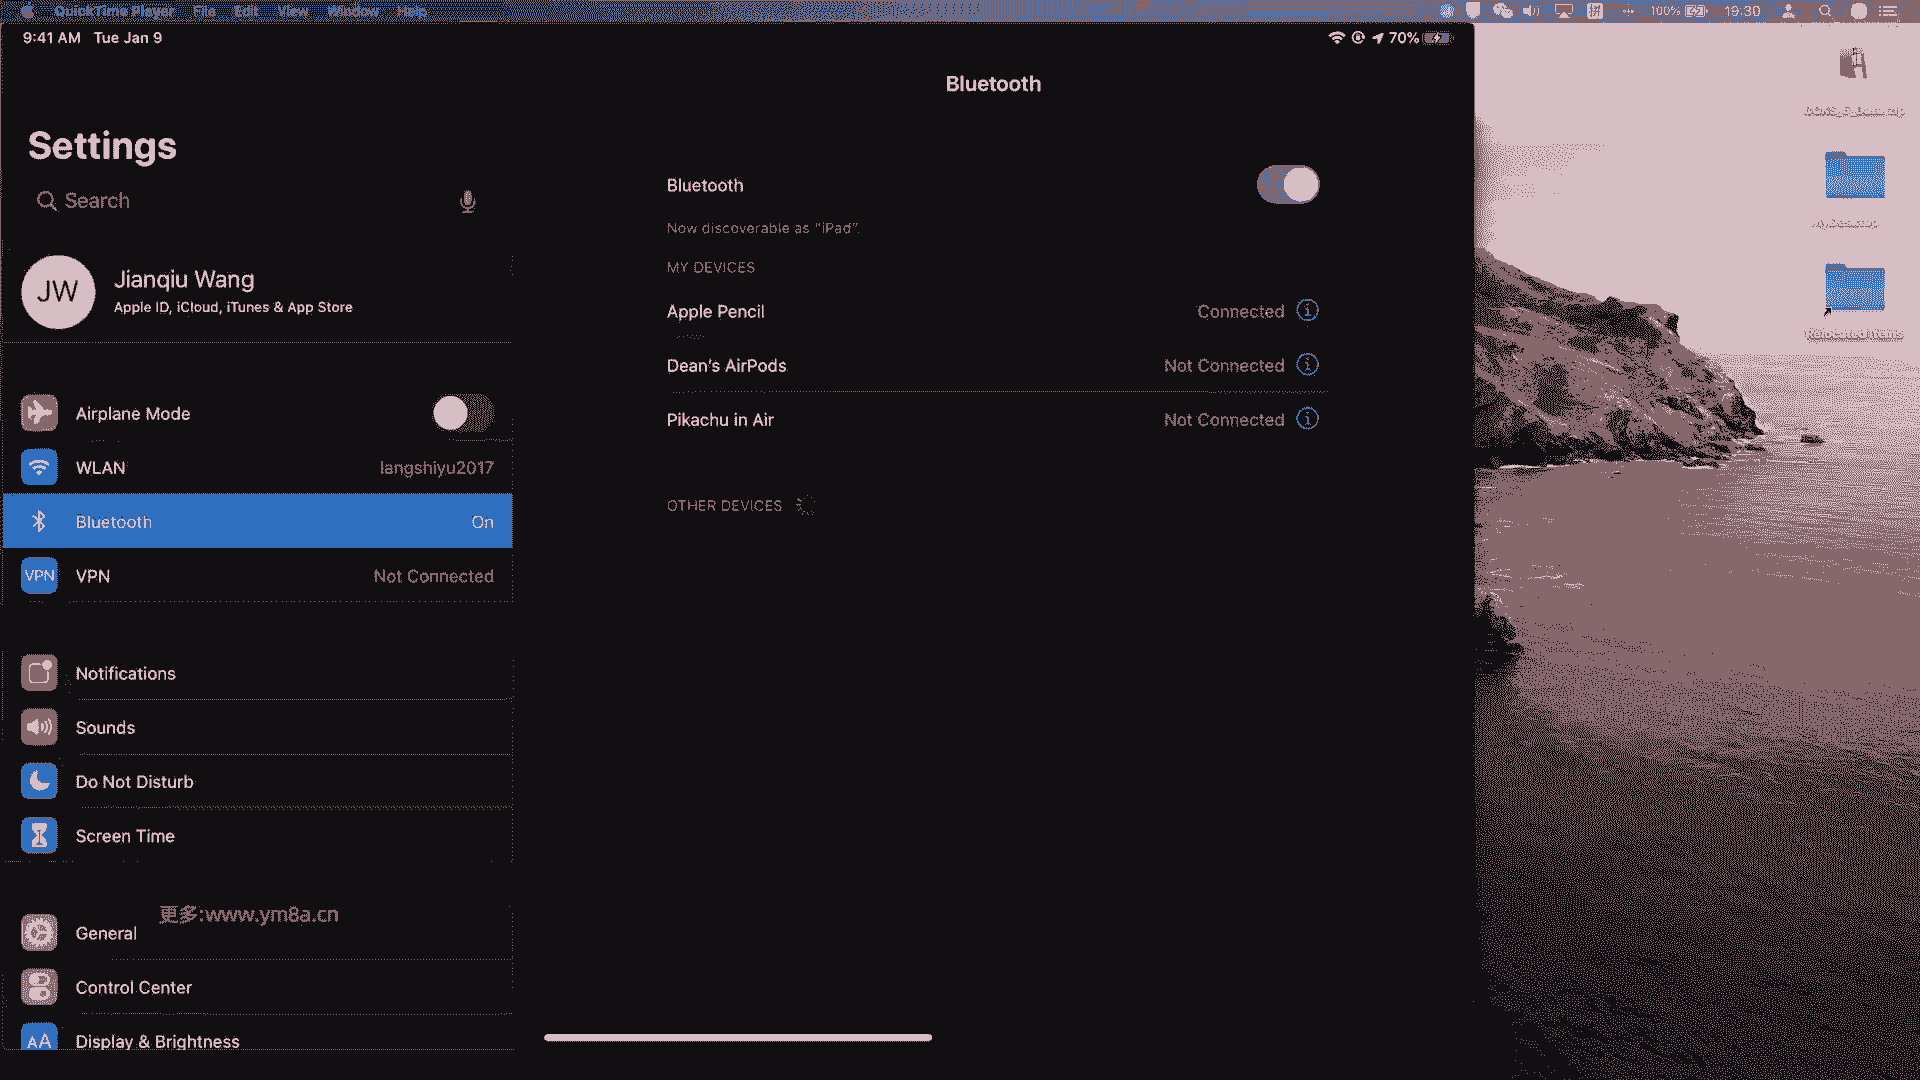 QuickTime Player File Edit View Window Help
100% 19:30
9:41 AM Tue Jan 9
70%
Bluetooth
Settings
Search
JW
Jianqiu Wang
Apple ID, iCloud, iTunes & App Store
Airplane Mode
WLAN langshiyu2017
Bluetooth On
VPN VPN Not Connected
Notifications
Sounds
Do Not Disturb
Screen Time
更多:www.ym8a.cn
General
Control Center
AA Display & Brightness
Bluetooth
Now discoverable as “iPad”.
MY DEVICES
Apple Pencil Connected
Dean’s AirPods Not Connected
Pikachu in Air Not Connected
OTHER DEVICES
Relocated Items